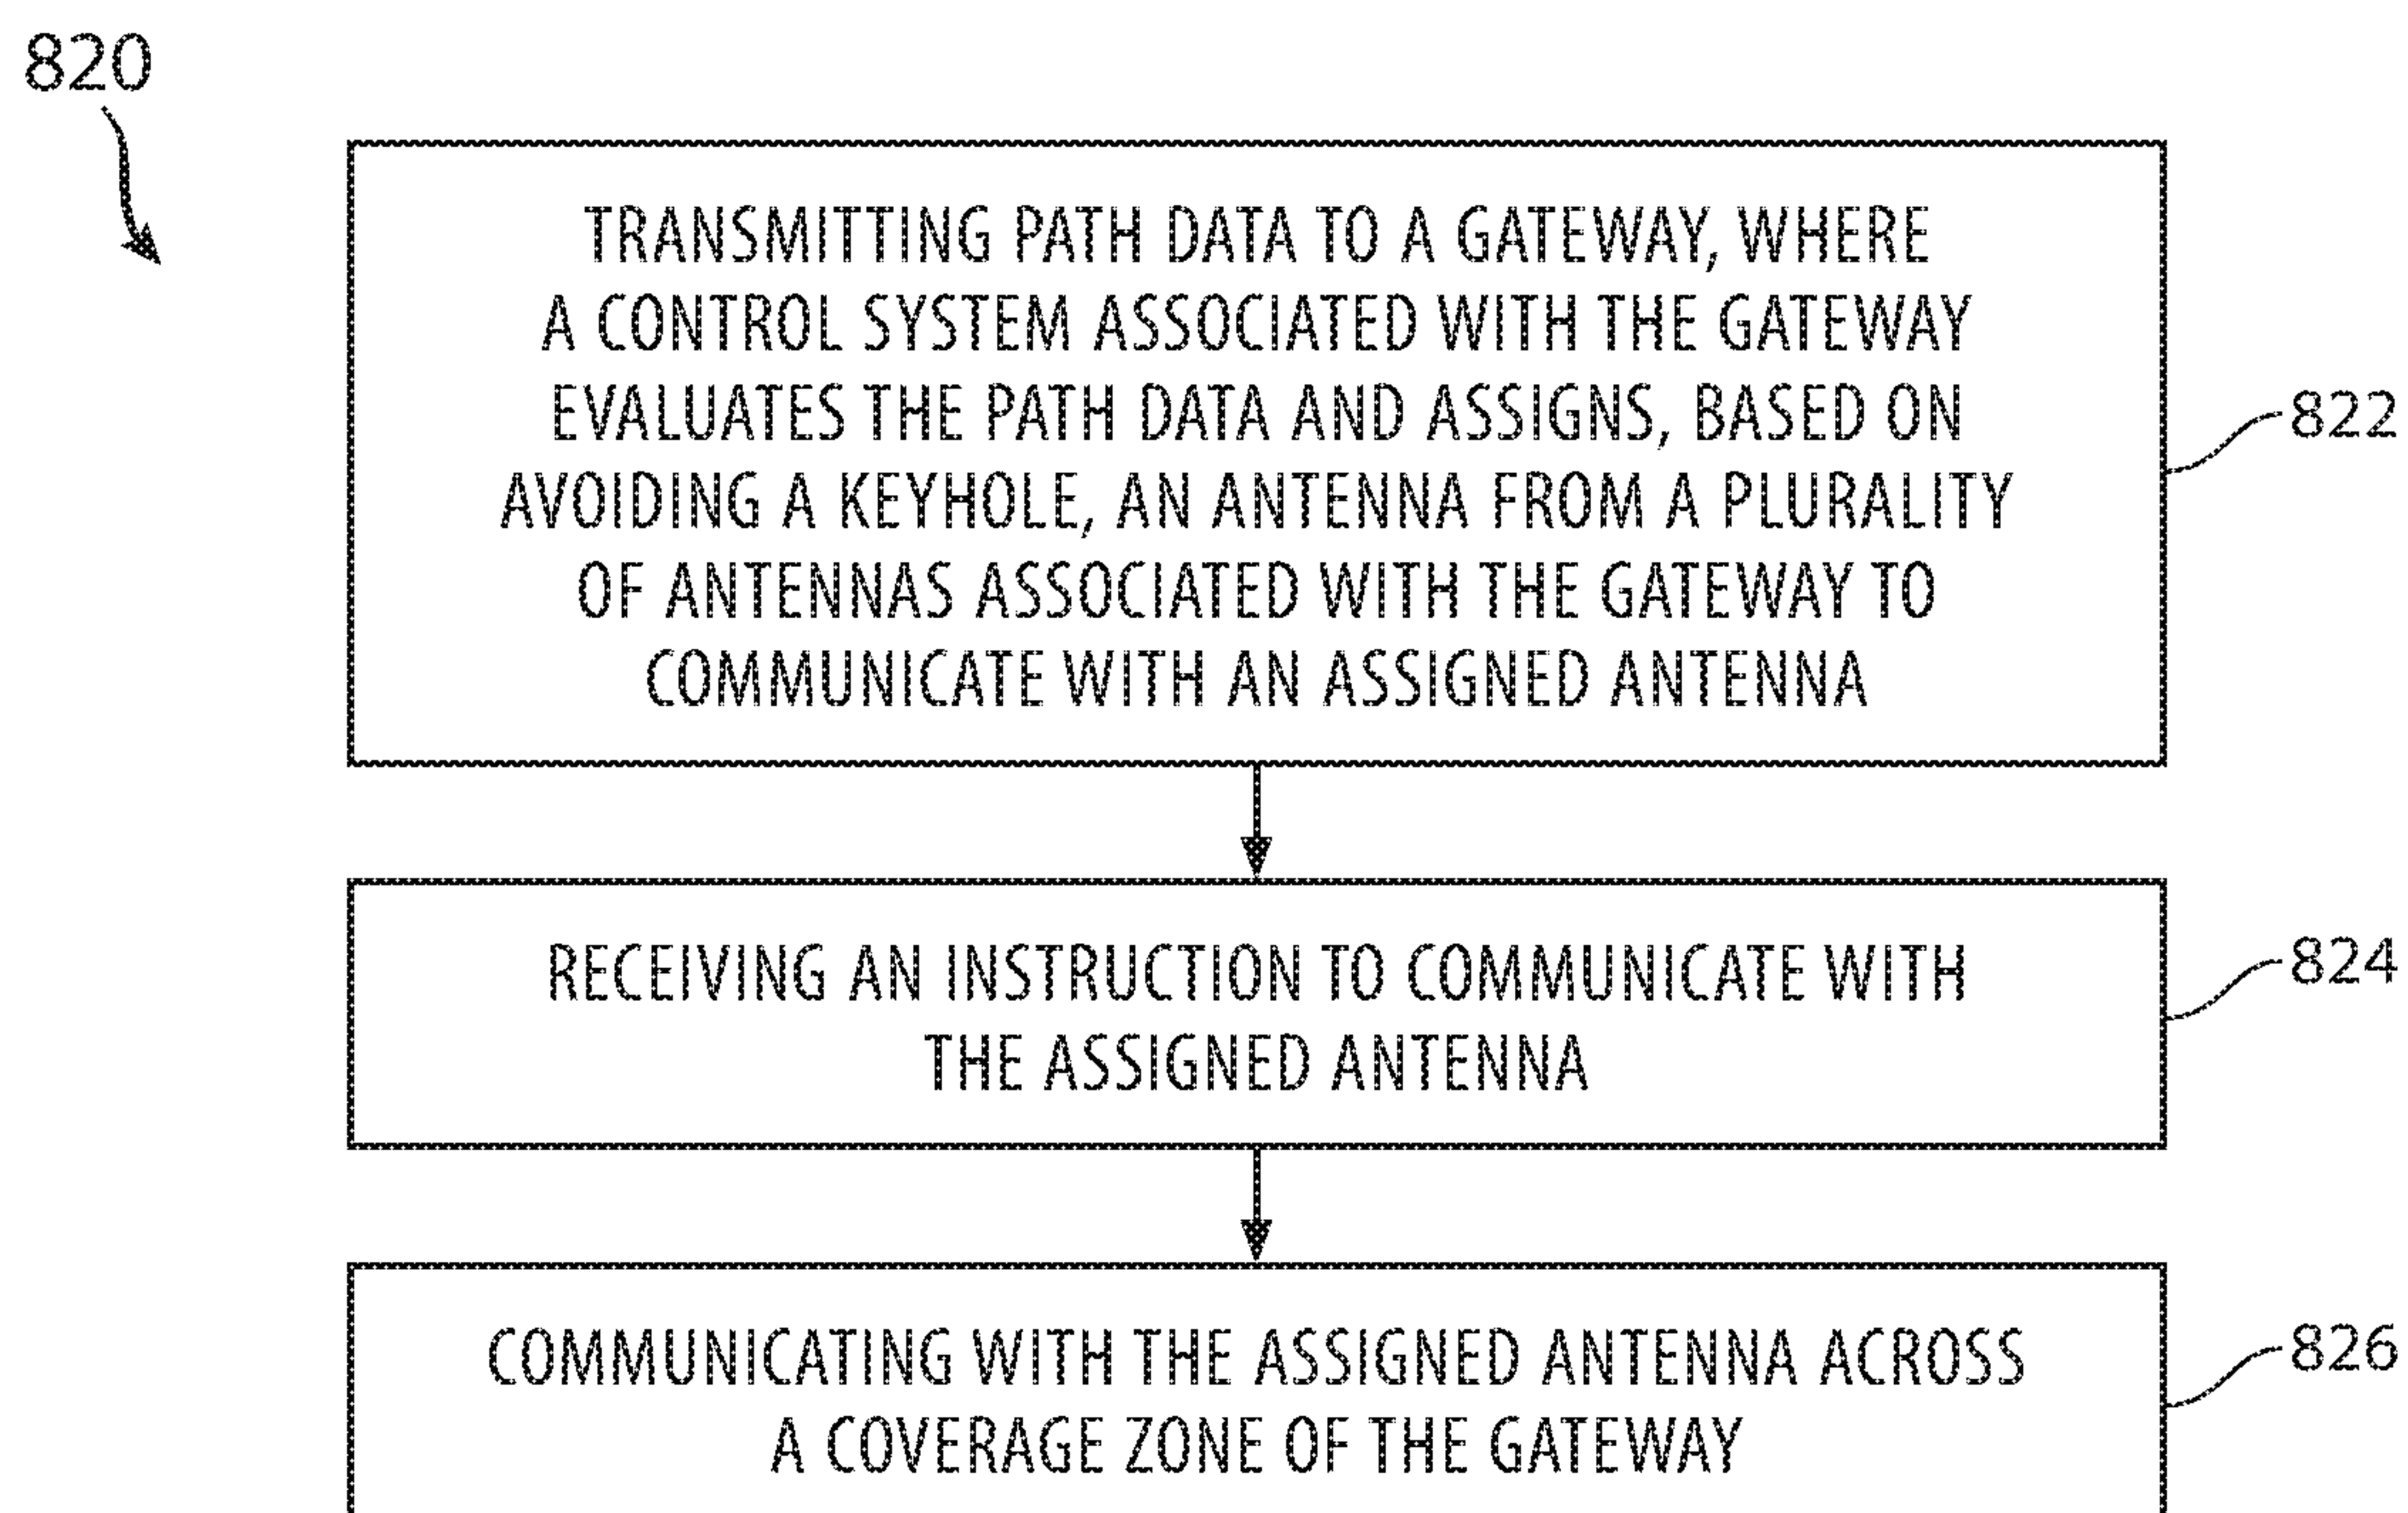 820
TRANSMITTING PATH DATA TO A GATEWAY, WHERE
A CONTROL SYSTEM ASSOCIATED WITH THE GATEWAY
EVALUATES THE PATH DATA AND ASSIGNS, BASED ON
AVOIDING A KEYHOLE, AN ANTENNA FROM A PLURALITY
OF ANTENNAS ASSOCIATED WITH THE GATEWAY TO
COMMUNICATE WITH AN ASSIGNED ANTENNA
822
RECEIVING AN INSTRUCTION TO COMMUNICATE WITH
THE ASSIGNED ANTENNA
824
COMMUNICATING WITH THE ASSIGNED ANTENNA ACROSS
A COVERAGE ZONE OF THE GATEWAY
826